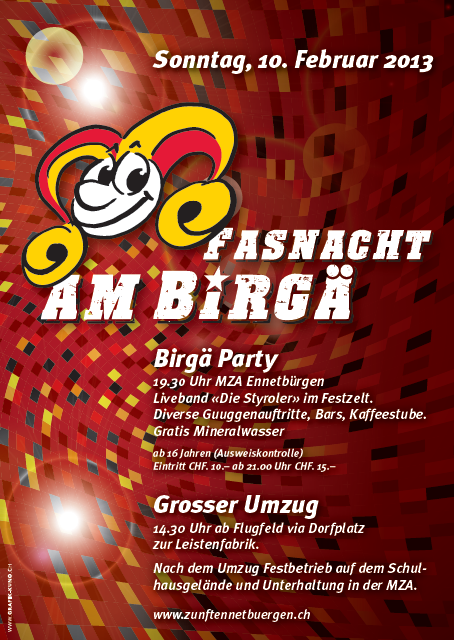 Sonntag, 10. Februar 2013
FASNACHT
AM BiRGÄ
Birgä Party
19.30 Uhr MZA Ennetbürgen
Liveband «Die Styroler» im Festzelt.
Diverse Guuggenauftritte, Bars, Kaffeestube.
Gratis Mineralwasser
ab 16 Jahren (Ausweiskontrolle)
Eintritt CHF. 10.– ab 21.00 Uhr CHF. 15.–
Grosser Umzug
14.30 Uhr ab Flugfeld via Dorfplatz
zur Leistenfabrik.
Nach dem Umzug Festbetrieb auf dem Schul-
hausgelände und Unterhaltung in der MZA.
www.zunftennetbuergen.ch